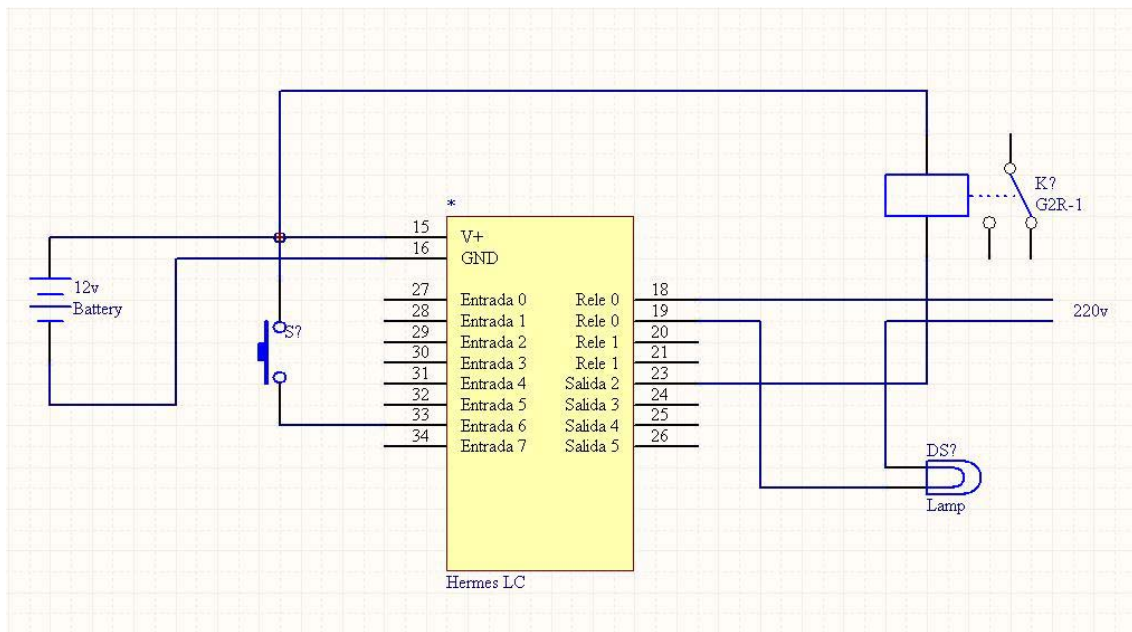 *
K?
G2R-1
15
V+
16
GND
12v
Battery
S?
27
Entrada 0
Rele 0
18
28
Entrada 1
Rele 0
19
29
Entrada 2
Rele 1
20
30
Entrada 3
Rele 1
21
31
Entrada 4
Salida 2
23
32
Entrada 5
Salida 3
24
33
Entrada 6
Salida 4
25
34
Entrada 7
Salida 5
26
220v
DS?
Lamp
Hermes LC